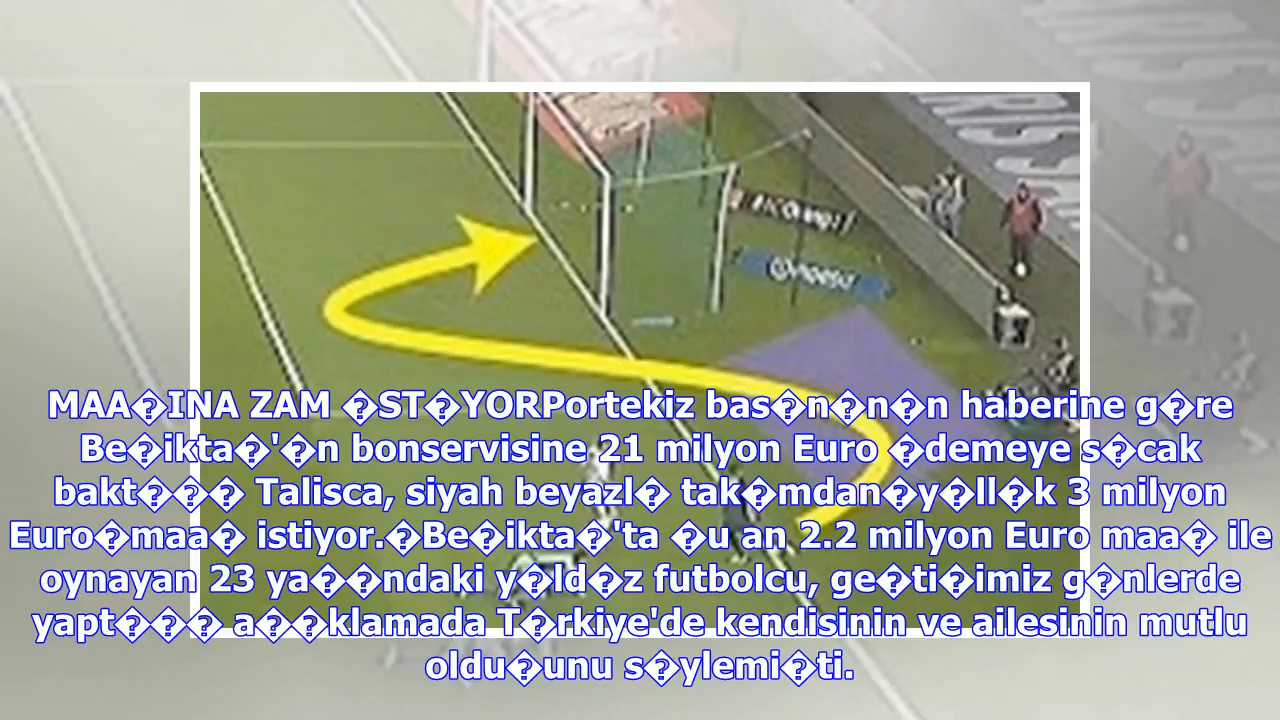 MAA�INA ZAM �ST�YORPortekiz bas�n�n�n haberine g�re
Be�ikta�'�n bonservisine 21 milyon Euro �demeye s�cak
bakt��� Talisca, siyah beyazl� tak�mdan�y�ll�k 3 milyon
Euro�maa� istiyor.�Be�ikta�'ta �u an 2.2 milyon Euro maa� ile
oynayan 23 ya��ndaki y�ld�z futbolcu, ge�ti�imiz g�nlerde
yapt��� a��klamada T�rkiye'de kendisinin ve ailesinin mutlu
oldu�unu s�ylemi�ti.